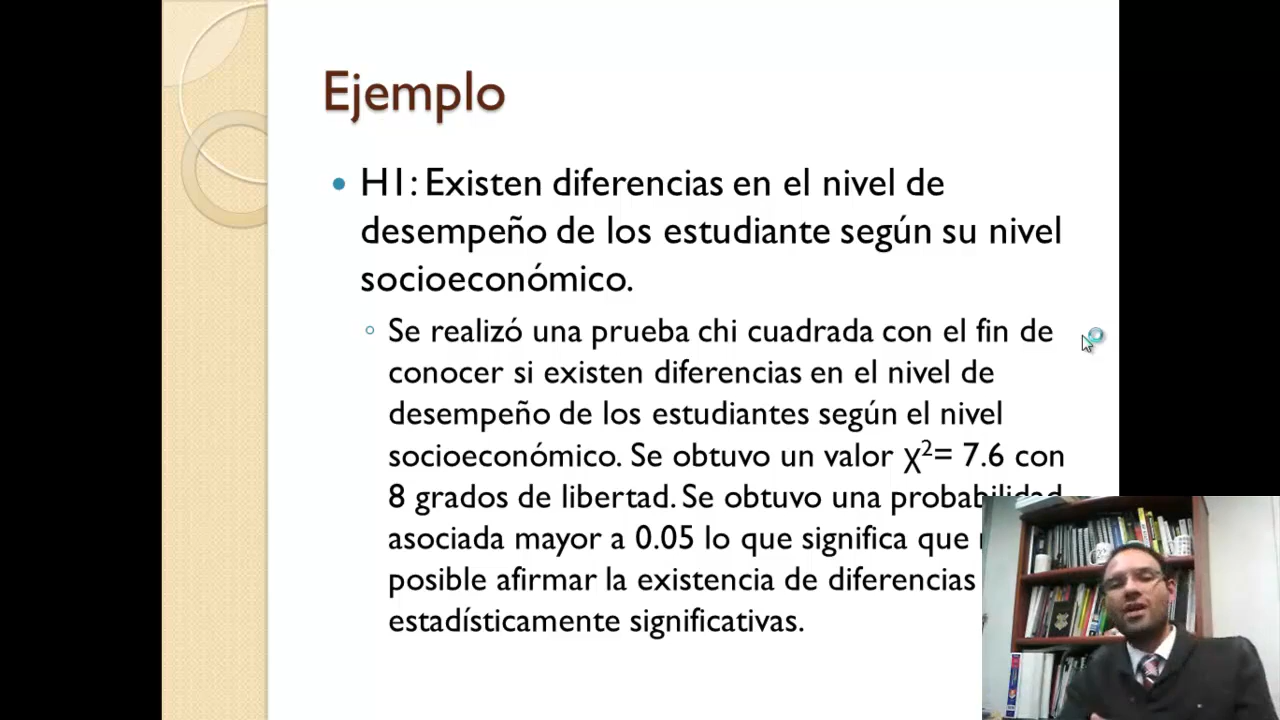 Ejemplo
H1: Existen diferencias en el nivel de
desempeño de los estudiante según su nivel
socioeconómico.
Se realizó una prueba chi cuadrada con el fin de
conocer si existen diferencias en el nivel de
desempeño de los estudiantes según el nivel
socioeconómico. Se obtuvo un valor χ²= 7.6 con
8 grados de libertad. Se obtuvo una probabilidad
asociada mayor a 0.05 lo que significa que
posible afirmar la existencia de diferencias
estadísticamente significativas.